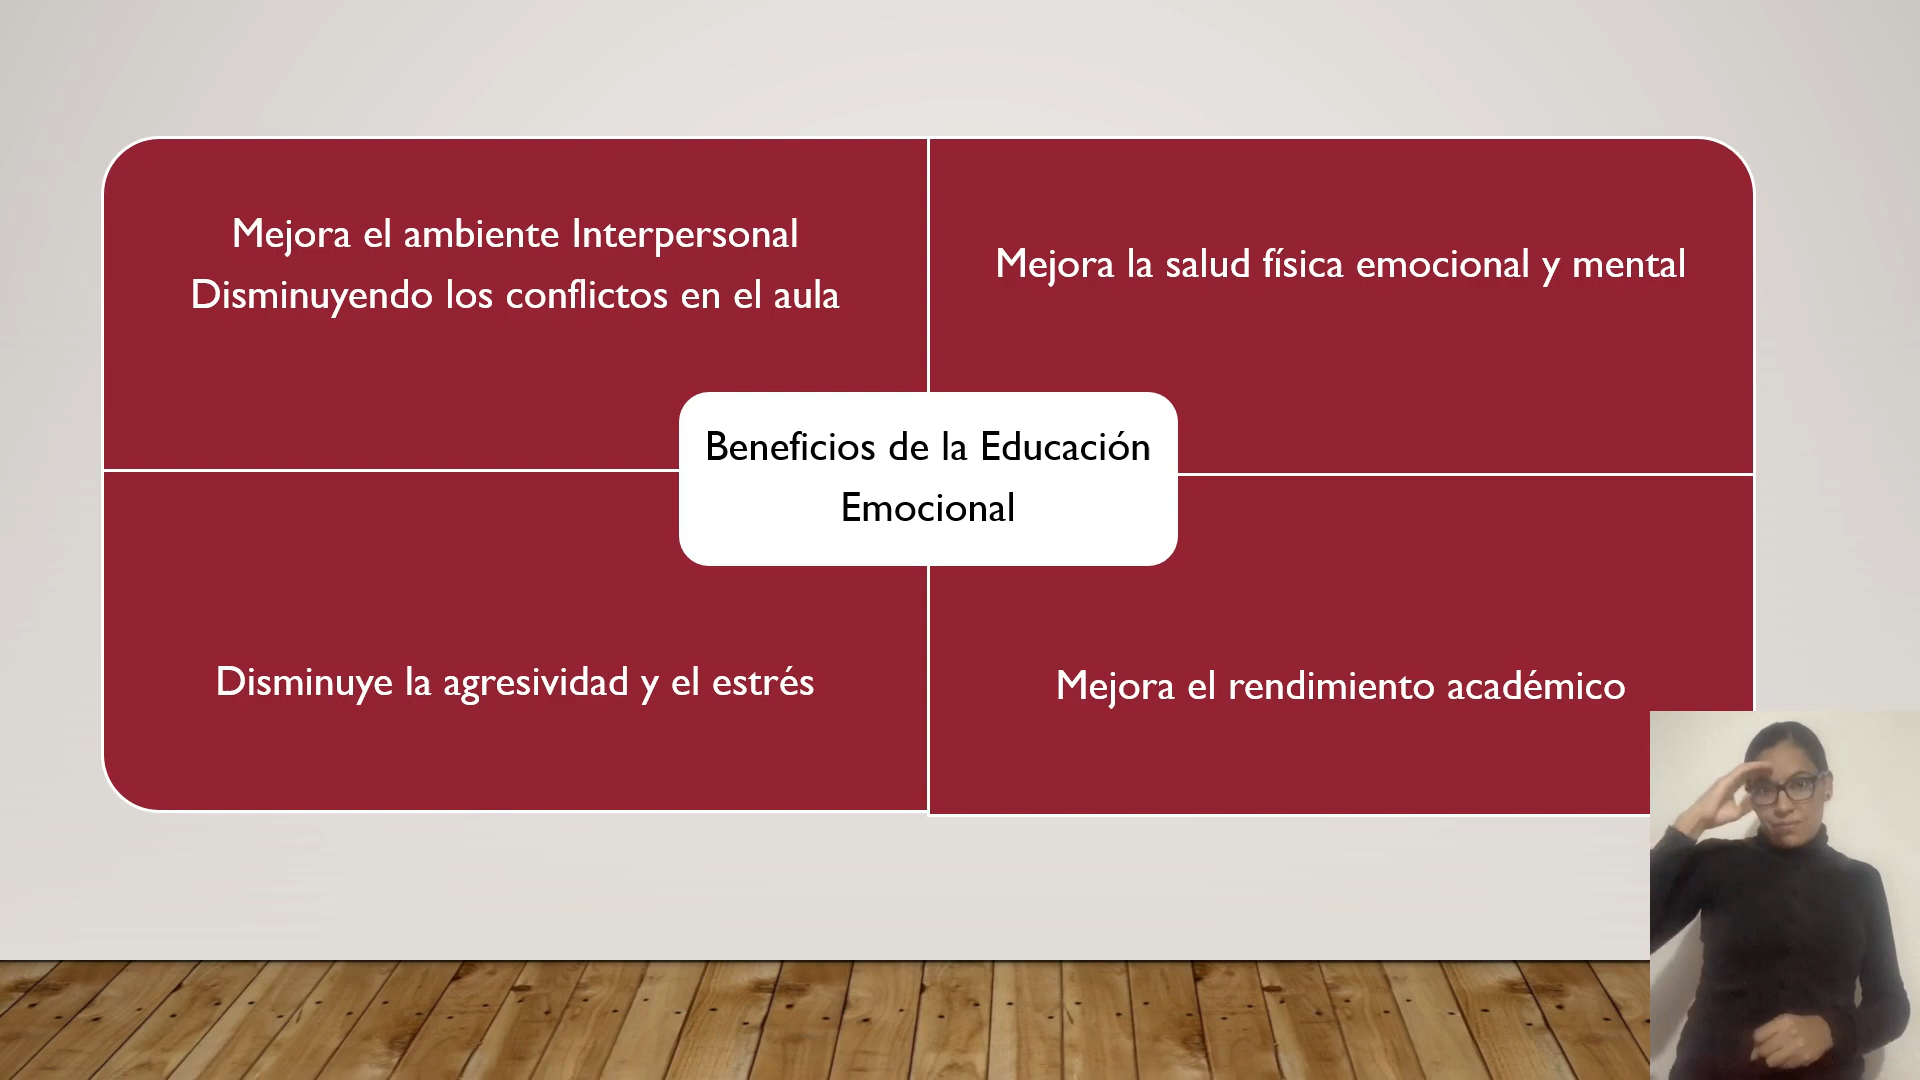 Mejora el ambiente Interpersonal
Disminuyendo los conflictos en el aula
Mejora la salud física emocional y mental
Beneficios de la Educación
Emocional
Disminuye la agresividad y el estrés
Mejora el rendimiento académico